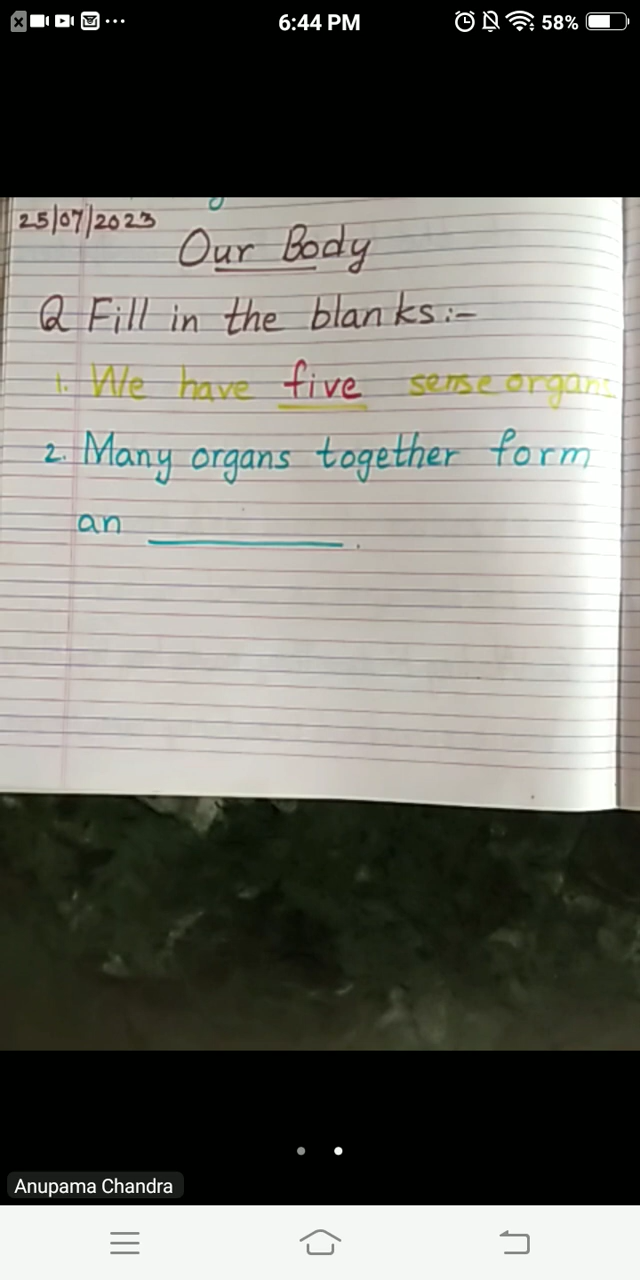 6:44 PM 58%
25/07/2023
Our Body
Q Fill in the blanks:-
1. We have five sense organs
2. Many organs together form
an ________.
Anupama Chandra